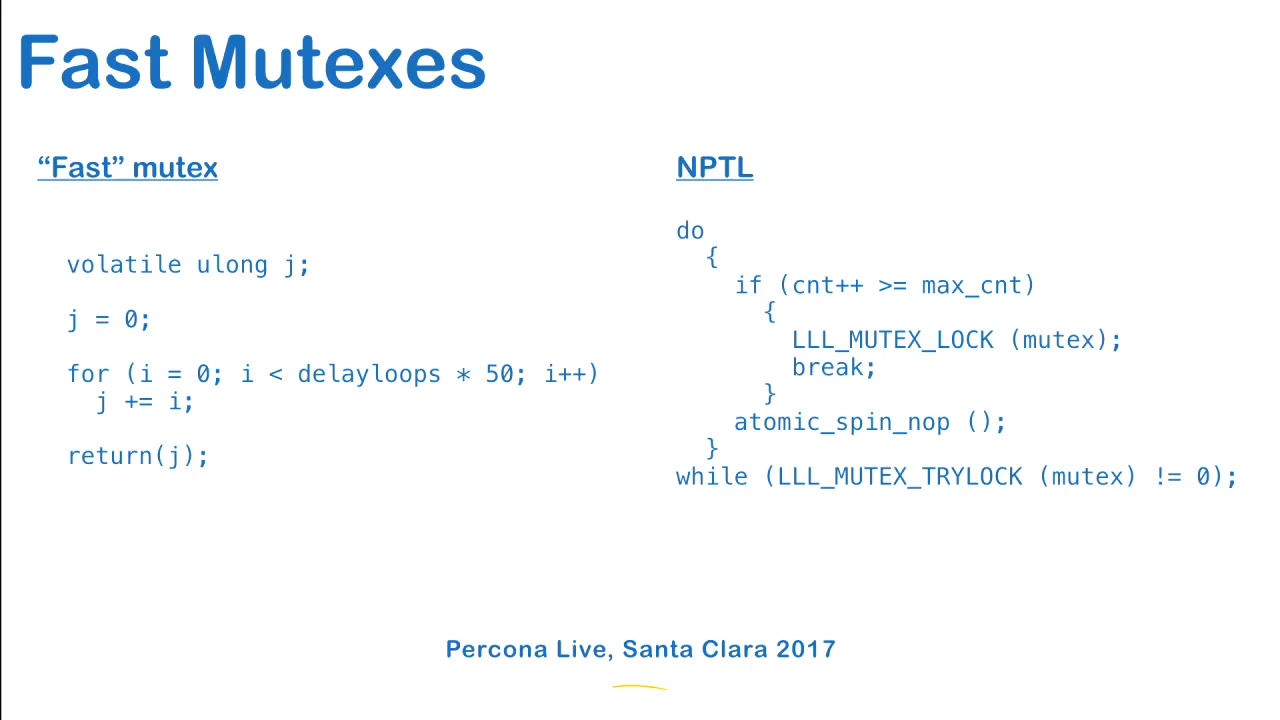 Fast Mutexes
“Fast” mutex
volatile ulong j;
j = 0;
for (i = 0; i < delayloops * 50; i++)
j += i;
return(j);
NPTL
do
{
if (cnt++ >= max_cnt)
{
LLL_MUTEX_LOCK (mutex);
break;
}
atomic_spin_nop ();
}
while (LLL_MUTEX_TRYLOCK (mutex) != 0);
Percona Live, Santa Clara 2017